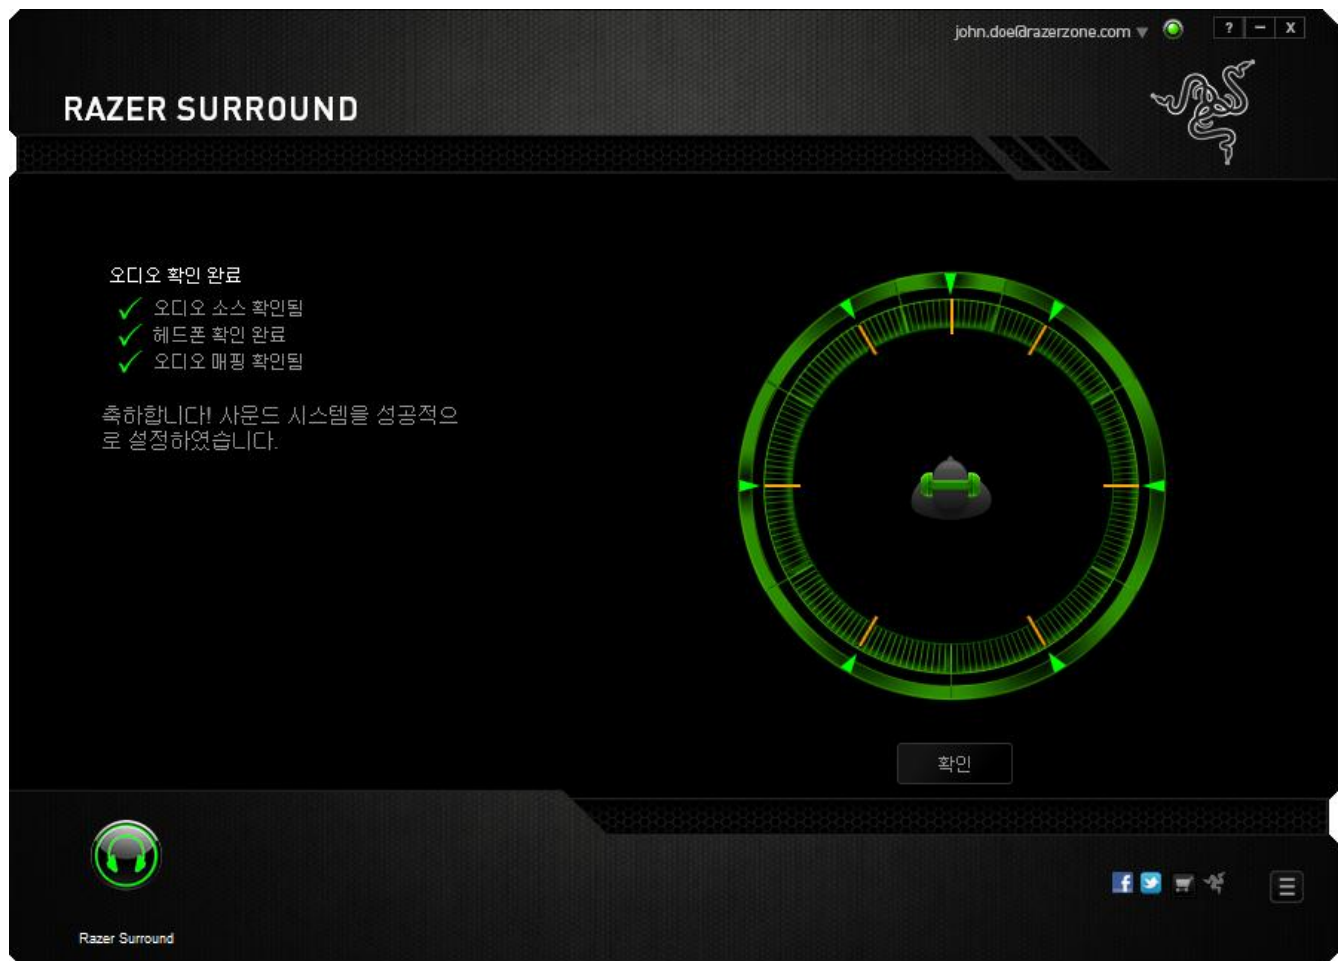 john.doe@razerzone.com
? – X
RAZER SURROUND
오디오 확인 완료
오디오 소스 확인됨
헤드폰 확인 완료
오디오 매핑 확인됨
축하합니다! 사운드 시스템을 성공적으
로 설정하였습니다.
확인
Razer Surround